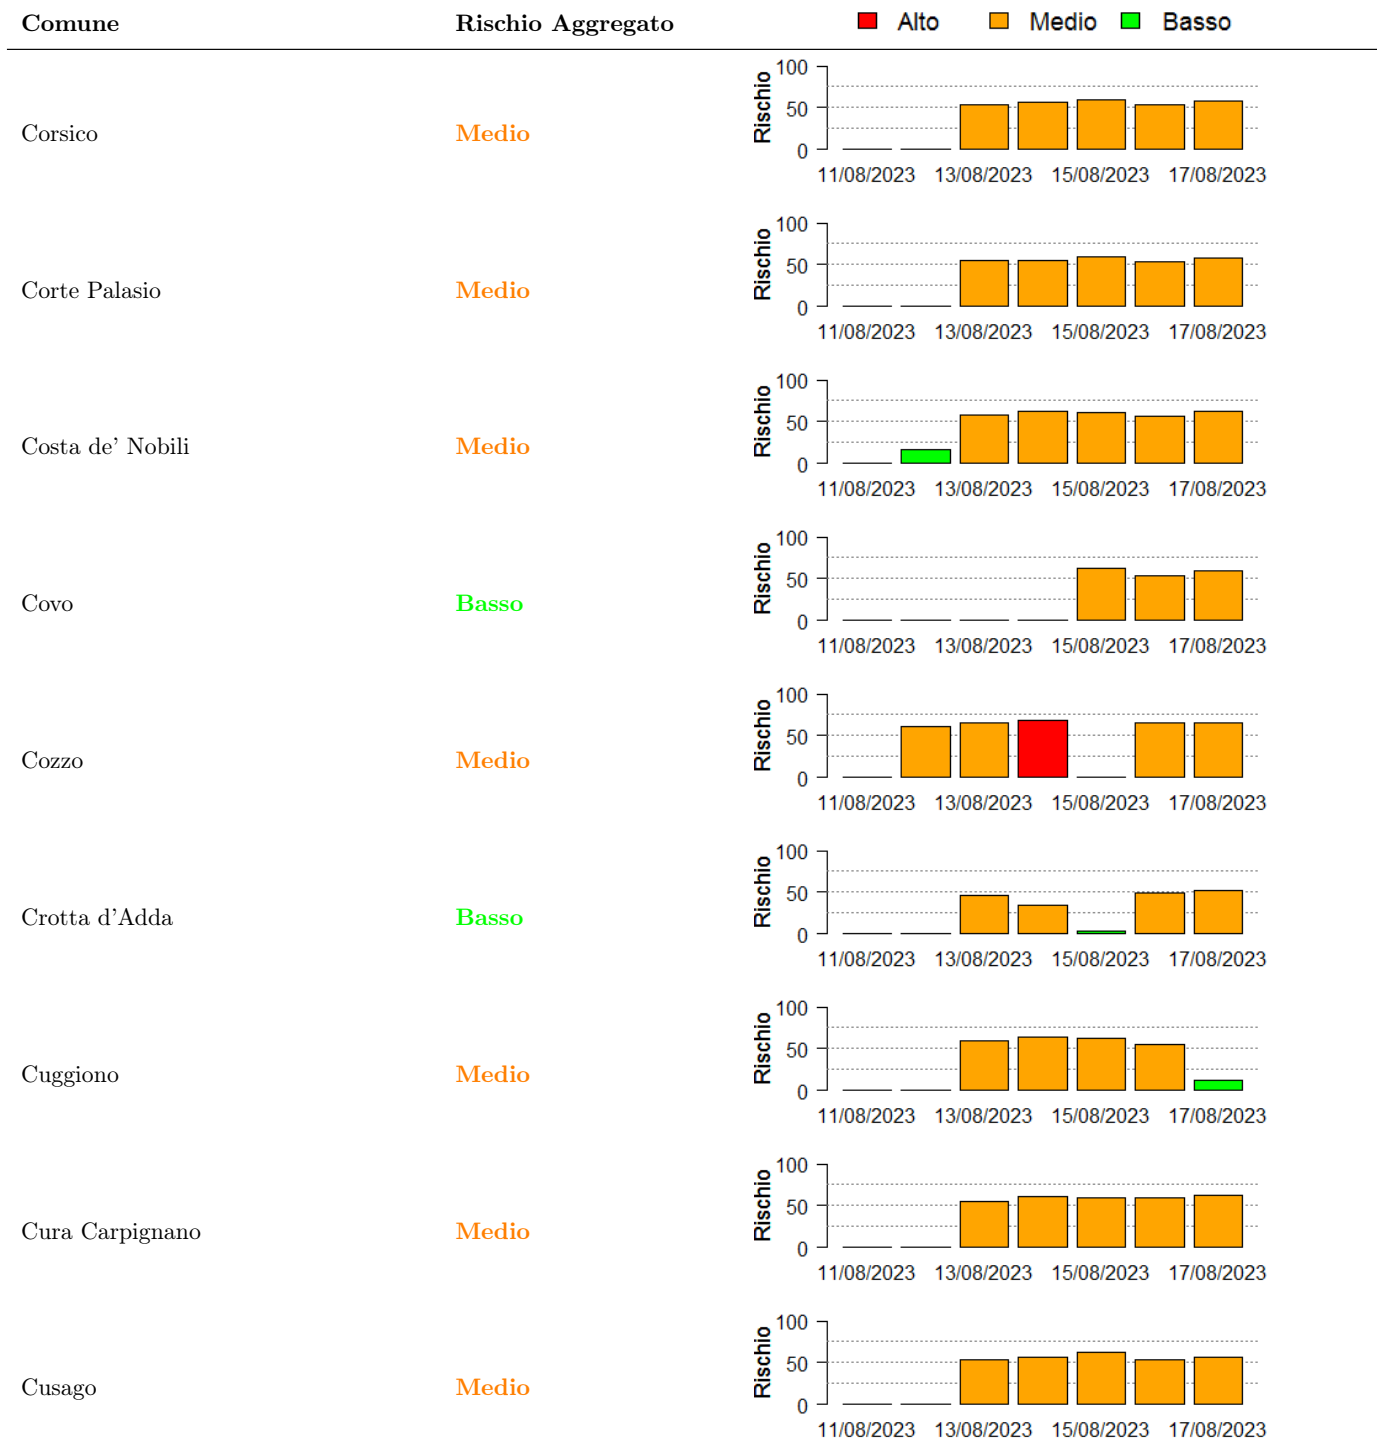 Comune Rischio Aggregato Alto Medio Basso
Corsico Medio
Rischio
100
50
0
11/08/2023 13/08/2023 15/08/2023 17/08/2023
Corte Palasio Medio
Rischio
100
50
0
11/08/2023 13/08/2023 15/08/2023 17/08/2023
Costa de’ Nobili Medio
Rischio
100
50
0
11/08/2023 13/08/2023 15/08/2023 17/08/2023
Covo Basso
Rischio
100
50
0
11/08/2023 13/08/2023 15/08/2023 17/08/2023
Cozzo Medio
Rischio
100
50
0
11/08/2023 13/08/2023 15/08/2023 17/08/2023
Crotta d’Adda Basso
Rischio
100
50
0
11/08/2023 13/08/2023 15/08/2023 17/08/2023
Cuggiono Medio
Rischio
100
50
0
11/08/2023 13/08/2023 15/08/2023 17/08/2023
Cura Carpignano Medio
Rischio
100
50
0
11/08/2023 13/08/2023 15/08/2023 17/08/2023
Cusago Medio
Rischio
100
50
0
11/08/2023 13/08/2023 15/08/2023 17/08/2023